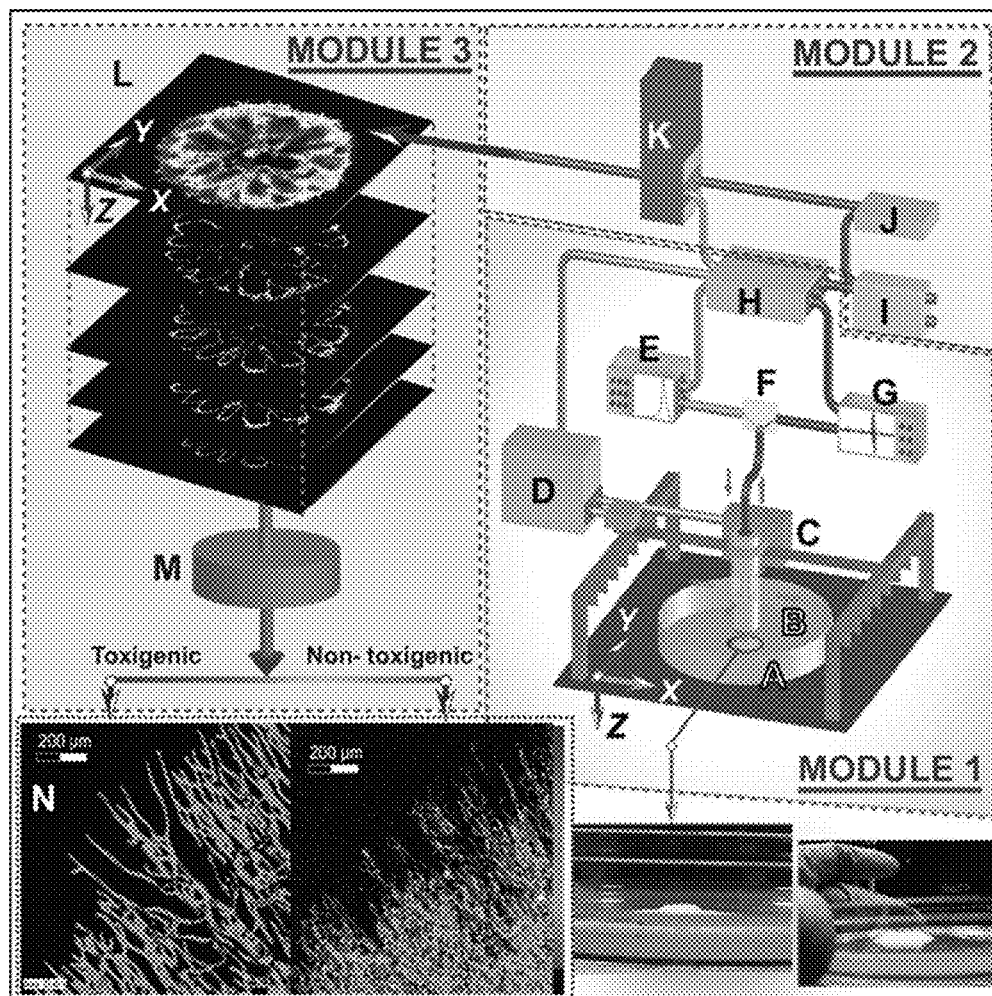 MODULE 3
MODULE 2
L
Y
X
Z
K
J
H
I
E
F
G
D
C
M
B
Y
A
X
Z
Toxigenic
Non- toxigenic
MODULE 1
200 µm
200 µm
N